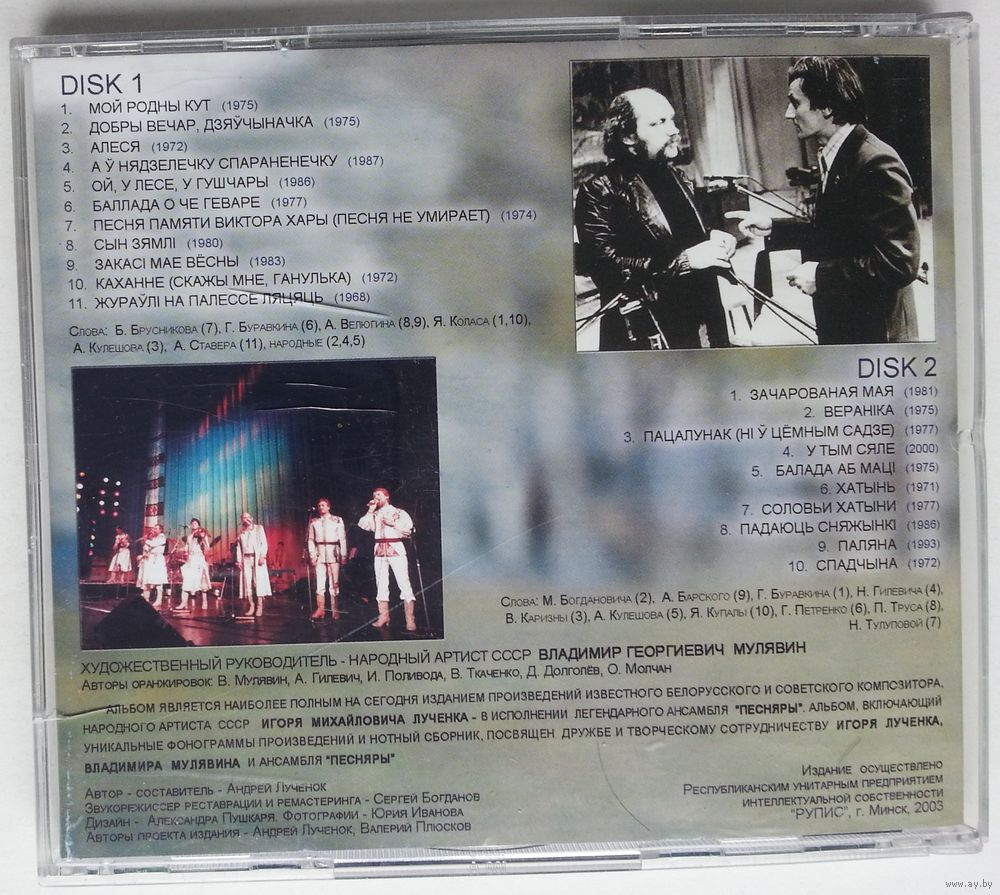 DISK 1
1. МОЙ РОДНЫ КУТ (1975)
2. ДОБРЫ ВЕЧАР, ДЗЯЎЧЫНАЧКА (1975)
3. АЛЕСЯ (1972)
4. А Ў НЯДЗЕЛЕЧКУ СПАРАНЕНЕЧКУ (1987)
5. ОЙ, У ЛЕСЕ, У ГУШЧАРЫ (1986)
6. БАЛЛАДА О ЧЕ ГЕВАРЕ (1977)
7. ПЕСНЯ ПАМЯТИ ВИКТОРА ХАРЫ (ПЕСНЯ НЕ УМИРАЕТ) (1974)
8. СЫН ЗЯМЛІ (1980)
9. ЗАКАСІ МАЕ ВЁСНЫ (1983)
10. КАХАННЕ (СКАЖЫ МНЕ, ГАНУЛЬКА) (1972)
11. ЖУРАЎЛІ НА ПАЛЕССЕ ЛЯЦЯЦЬ (1968)
Слова: Б. Брусникова (7), Г. Буравкина (6), А. Велюгина (8,9), Я. Коласа (1,10),
А. Кулешова (3), А. Ставера (11), народные (2,4,5)
DISK 2
1. ЗАЧАРОВАНАЯ МАЯ (1981)
2. ВЕРАНІКА (1975)
3. ПАЦАЛУНАК (НІ Ў ЦЁМНЫМ САДЗЕ) (1977)
4. У ТЫМ СЯЛЕ (2000)
5. БАЛАДА АБ МАЦІ (1975)
6. ХАТЫНЬ (1971)
7. СОЛОВЬИ ХАТЫНИ (1977)
8. ПАДАЮЦЬ СНЯЖЫНКІ (1986)
9. ПАЛЯНА (1993)
10. СПАДЧЫНА (1972)
Слова: М. Богдановича (2), А. Барского (9), Г. Буравкина (1), Н. Гилевича (4),
В. Каризны (3), А. Кулешова (5), Я. Купалы (10), Г. Петренко (6), П. Труса (8)
Н. Тулуповой (7)
ХУДОЖЕСТВЕННЫЙ РУКОВОДИТЕЛЬ - НАРОДНЫЙ АРТИСТ СССР ВЛАДИМИР ГЕОРГИЕВИЧ МУЛЯВИН
Авторы оранжировок: В. Мулявин, А. Гилевич, И. Поливода, В. Ткаченко, Д. Долголёв, О. Молчан
АЛЬБОМ ЯВЛЯЕТСЯ НАИБОЛЕЕ ПОЛНЫМ НА СЕГОДНЯ ИЗДАНИЕМ ПРОИЗВЕДЕНИЙ ИЗВЕСТНОГО БЕЛОРУССКОГО И СОВЕТСКОГО КОМПОЗИТОРА,
НАРОДНОГО АРТИСТА СССР ИГОРЯ МИХАЙЛОВИЧА ЛУЧЕНКА - В ИСПОЛНЕНИИ ЛЕГЕНДАРНОГО АНСАМБЛЯ "ПЕСНЯРЫ". АЛЬБОМ, ВКЛЮЧАЮЩИЙ
УНИКАЛЬНЫЕ ФОНОГРАММЫ ПРОИЗВЕДЕНИЙ И НОТНЫЙ СБОРНИК, ПОСВЯЩЕН ДРУЖБЕ И ТВОРЧЕСКОМУ СОТРУДНИЧЕСТВУ ИГОРЯ ЛУЧЕНКА,
ВЛАДИМИРА МУЛЯВИНА И АНСАМБЛЯ "ПЕСНЯРЫ"
Автор - составитель - Андрей Лученок
Звукорежиссер реставрации и ремастеринга - Сергей Богданов
Дизайн - Александра Пушкаря. Фотографии - Юрия Иванова
Авторы проекта издания - Андрей Лученок, Валерий Плюсков
Издание осуществлено
Республиканским унитарным предприятием
интеллектуальной собственности
"РУПИС", г. Минск, 2003
www.ay.by